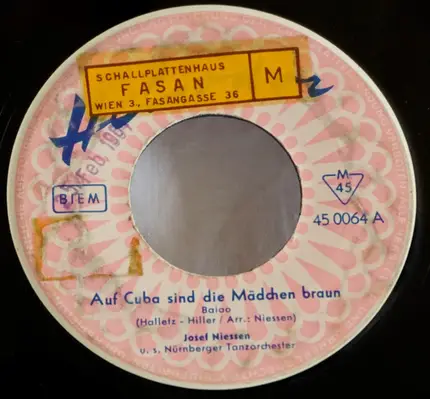 SCHALLPLATTENHAUS
FASAN
WIEN 3., FASANGASSE 36
M
BIEM
M
45
45 0064 A
Auf Cuba sind die Mädchen braun
Baiao
(Halletz - Hiller / Arr.: Niessen)
Josef Niessen
u. s. Nürnberger Tanzorchester